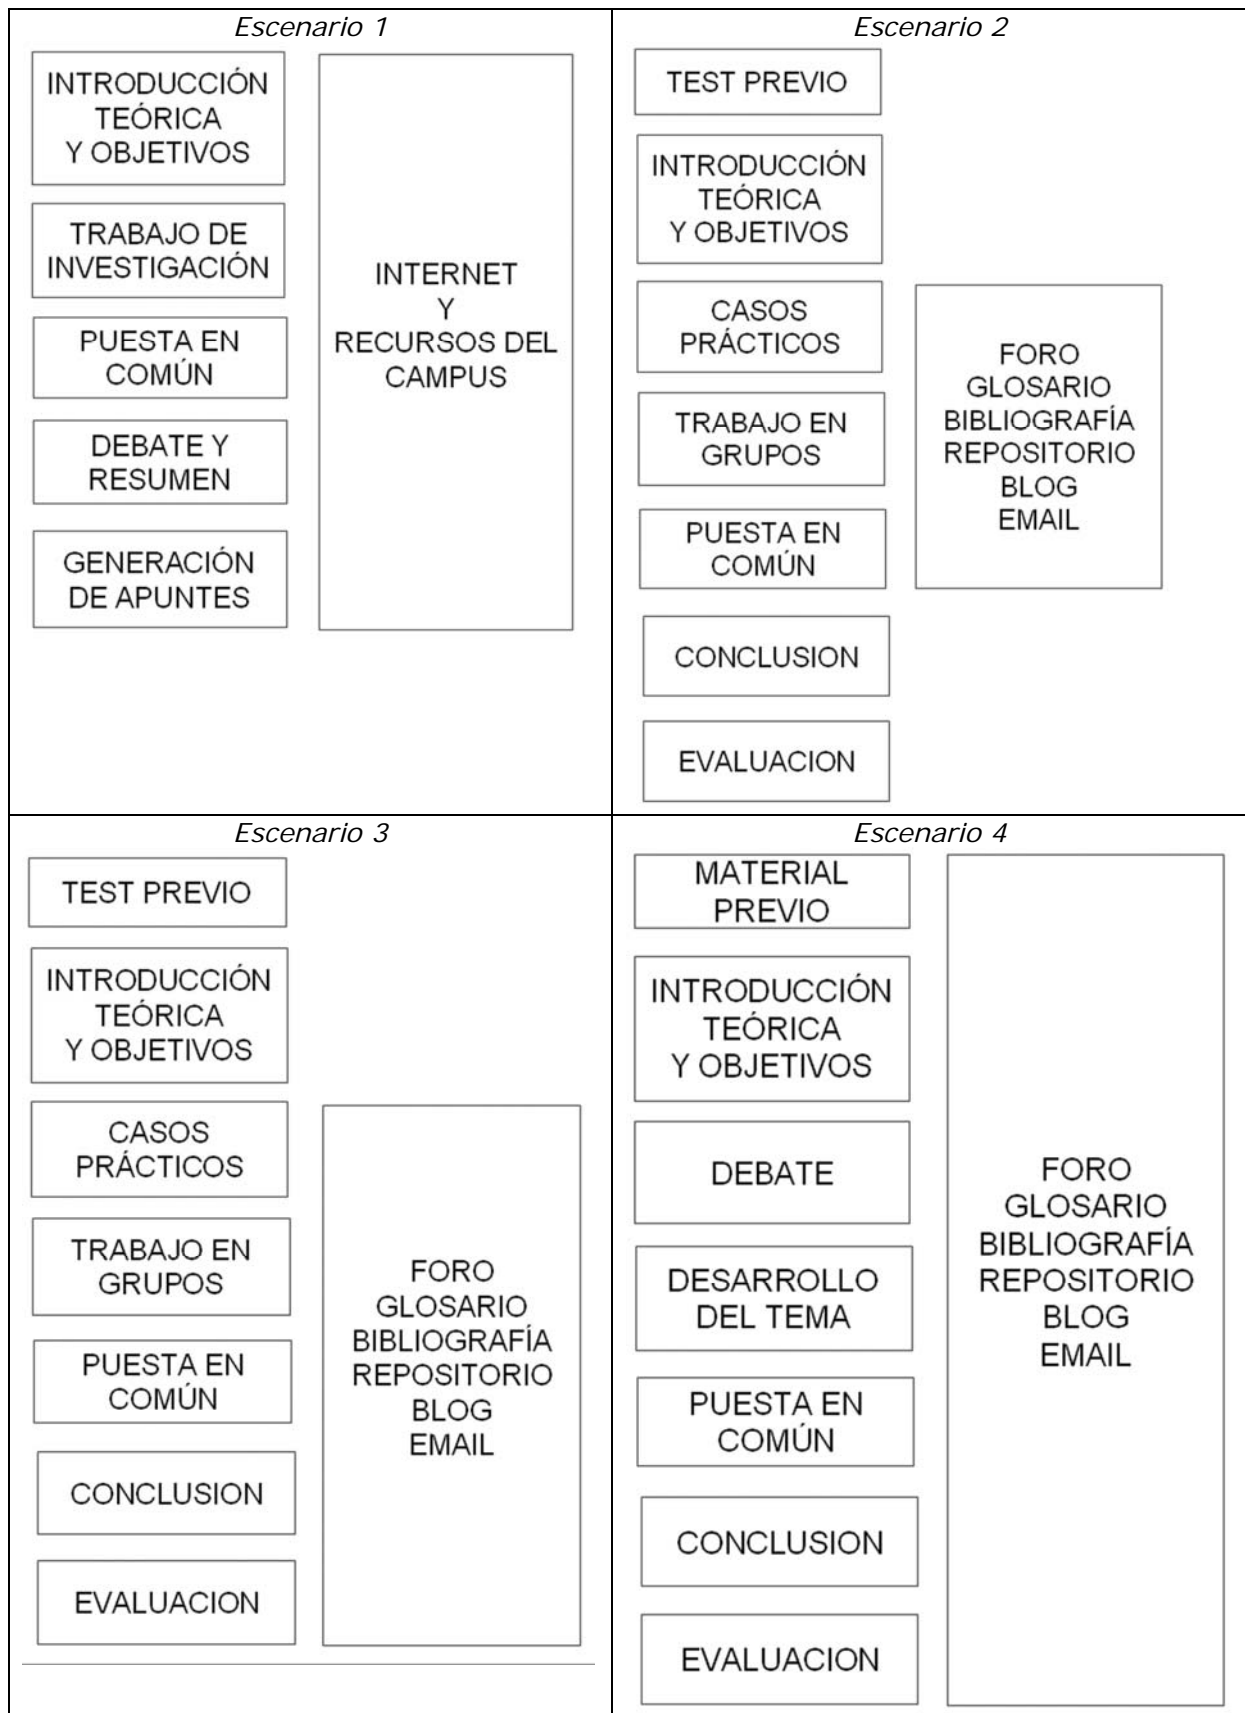 Escenario 1
INTRODUCCIÓN
TEÓRICA
Y OBJETIVOS
TRABAJO DE
INVESTIGACIÓN
PUESTA EN
COMÚN
DEBATE Y
RESUMEN
GENERACIÓN
DE APUNTES
INTERNET
Y
RECURSOS DEL
CAMPUS
Escenario 2
TEST PREVIO
INTRODUCCIÓN
TEÓRICA
Y OBJETIVOS
CASOS
PRÁCTICOS
TRABAJO EN
GRUPOS
PUESTA EN
COMÚN
CONCLUSION
EVALUACION
FORO
GLOSARIO
BIBLIOGRAFÍA
REPOSITORIO
BLOG
EMAIL
Escenario 3
TEST PREVIO
INTRODUCCIÓN
TEÓRICA
Y OBJETIVOS
CASOS
PRÁCTICOS
TRABAJO EN
GRUPOS
PUESTA EN
COMÚN
CONCLUSION
EVALUACION
FORO
GLOSARIO
BIBLIOGRAFÍA
REPOSITORIO
BLOG
EMAIL
Escenario 4
MATERIAL
PREVIO
INTRODUCCIÓN
TEÓRICA
Y OBJETIVOS
DEBATE
DESARROLLO
DEL TEMA
PUESTA EN
COMÚN
CONCLUSION
EVALUACION
FORO
GLOSARIO
BIBLIOGRAFÍA
REPOSITORIO
BLOG
EMAIL